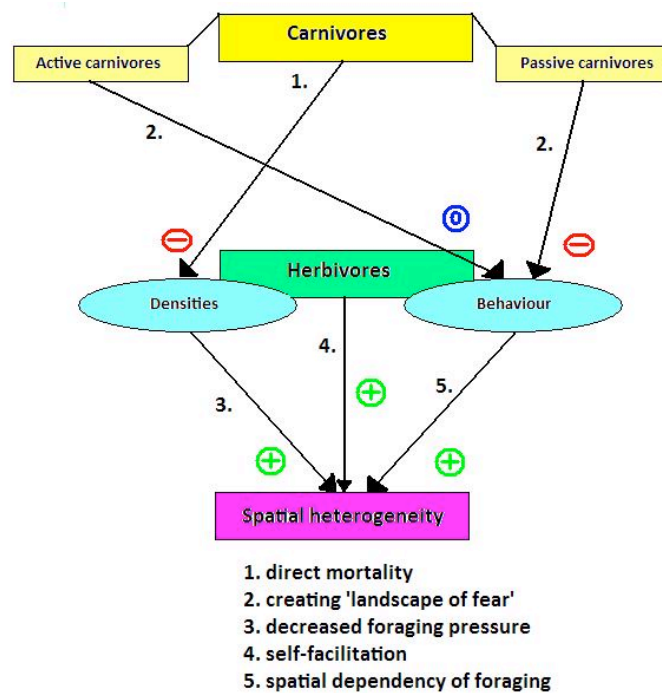 Carnivores
Active carnivores
Passive carnivores
1.
2.
2.
0
Herbivores
Densities
Behaviour
4.
3.
5.
Spatial heterogeneity
1. direct mortality
2. creating 'landscape of fear'
3. decreased foraging pressure
4. self-facilitation
5. spatial dependency of foraging